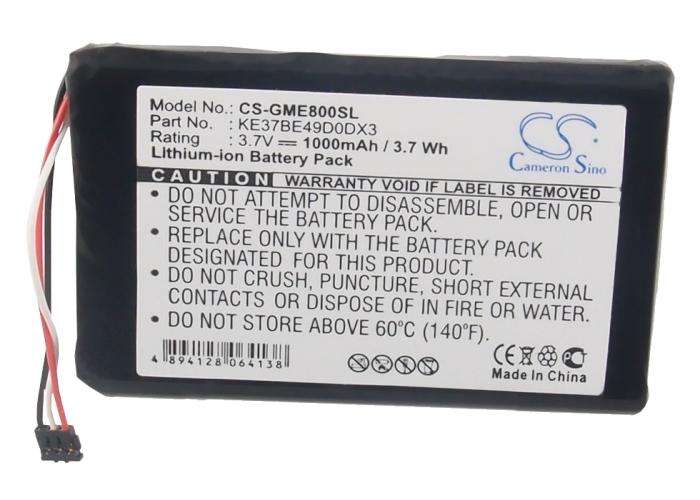 Model No.: CS-GME800SL
Part No. : KE37BE49D0DX3
Rating : 3.7V 1000mAh / 3.7 Wh
Lithium-ion Battery Pack
CS
Cameron Sino
CAUTION: WARRANTY VOID IF LABEL IS REMOVED
• DO NOT ATTEMPT TO DISASSEMBLE, OPEN OR
SERVICE THE BATTERY PACK.
• REPLACE ONLY WITH THE BATTERY PACK
DESIGNATED FOR THIS PRODUCT.
• DO NOT CRUSH, PUNCTURE, SHORT EXTERNAL
CONTACTS OR DISPOSE OF IN FIRE OR WATER.
• DO NOT STORE ABOVE 60°C (140°F).
4 894128 064138
CE
Made In China